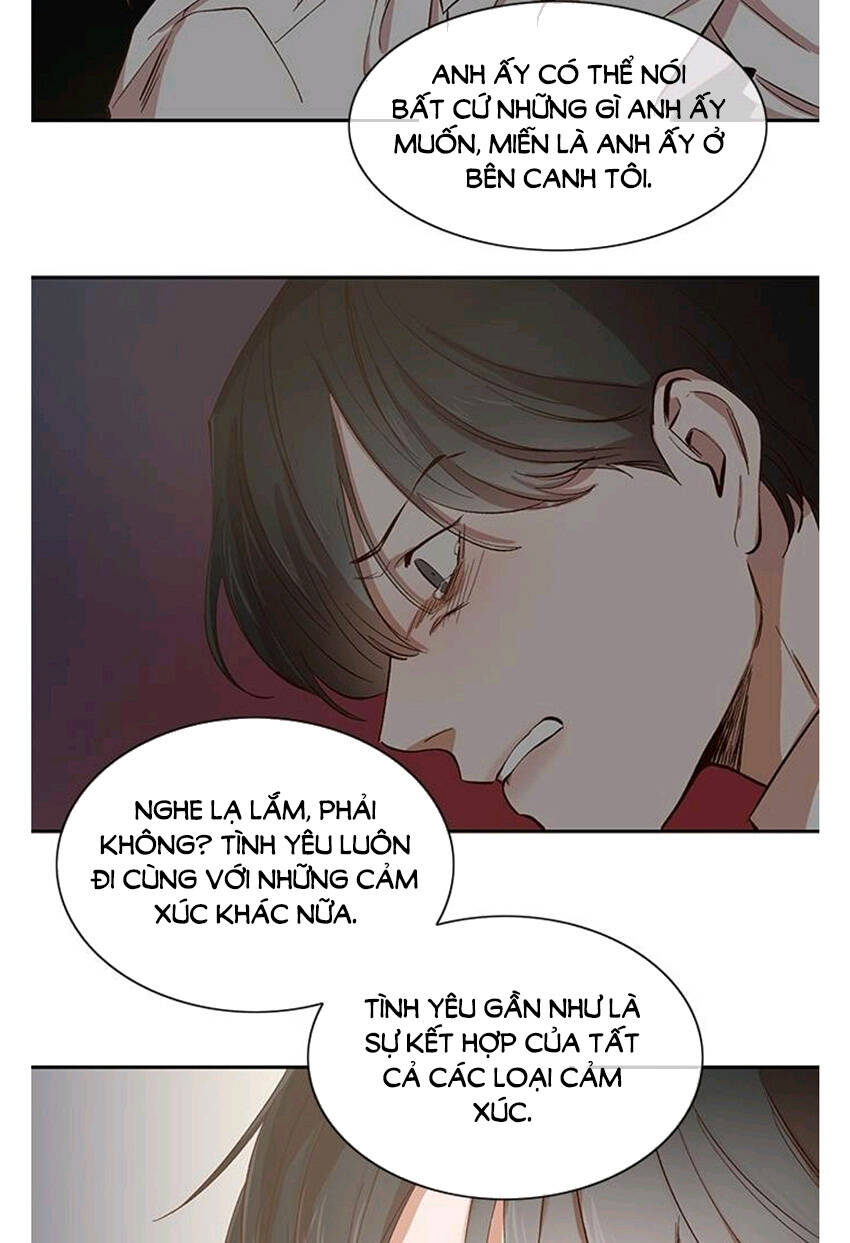 ANH ẤY CÓ THỂ NÓI
BẤT CỨ NHỮNG GÌ ANH ẤY
MUỐN, MIỄN LÀ ANH ẤY Ở
BÊN CẠNH TÔI.
NGHE LẠ LẮM, PHẢI
KHÔNG? TÌNH YÊU LUÔN
ĐI CÙNG VỚI NHỮNG CẢM
XÚC KHÁC NỮA.
TÌNH YÊU GẦN NHƯ LÀ
SỰ KẾT HỢP CỦA TẤT
CẢ CÁC LOẠI CẢM
XÚC.